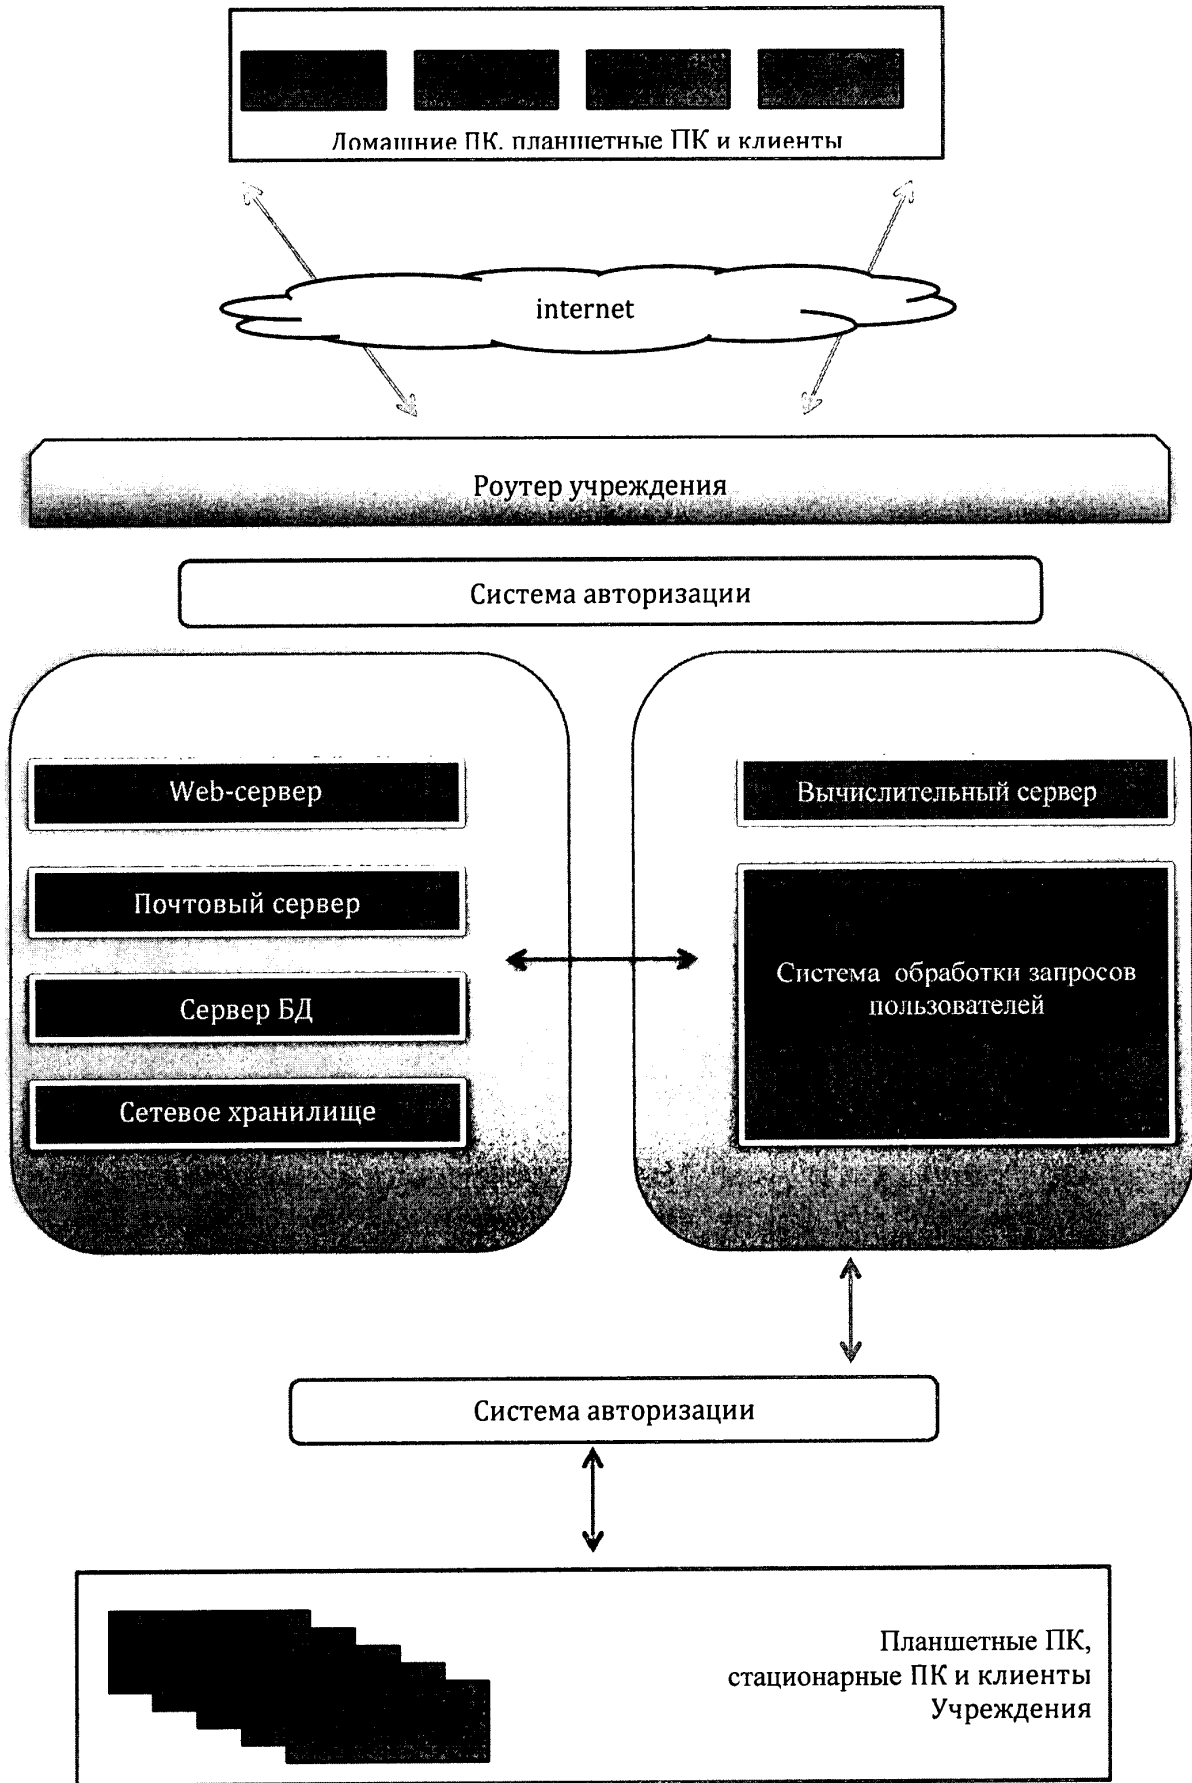 Домашние ПК, планшетные ПК и клиенты
internet
Роутер учреждения
Система авторизации
Web-сервер
Почтовый сервер
Сервер БД
Сетевое хранилище
Вычислительный сервер
Система обработки запросов
пользователей
Система авторизации
Планшетные ПК,
стационарные ПК и клиенты
Учреждения